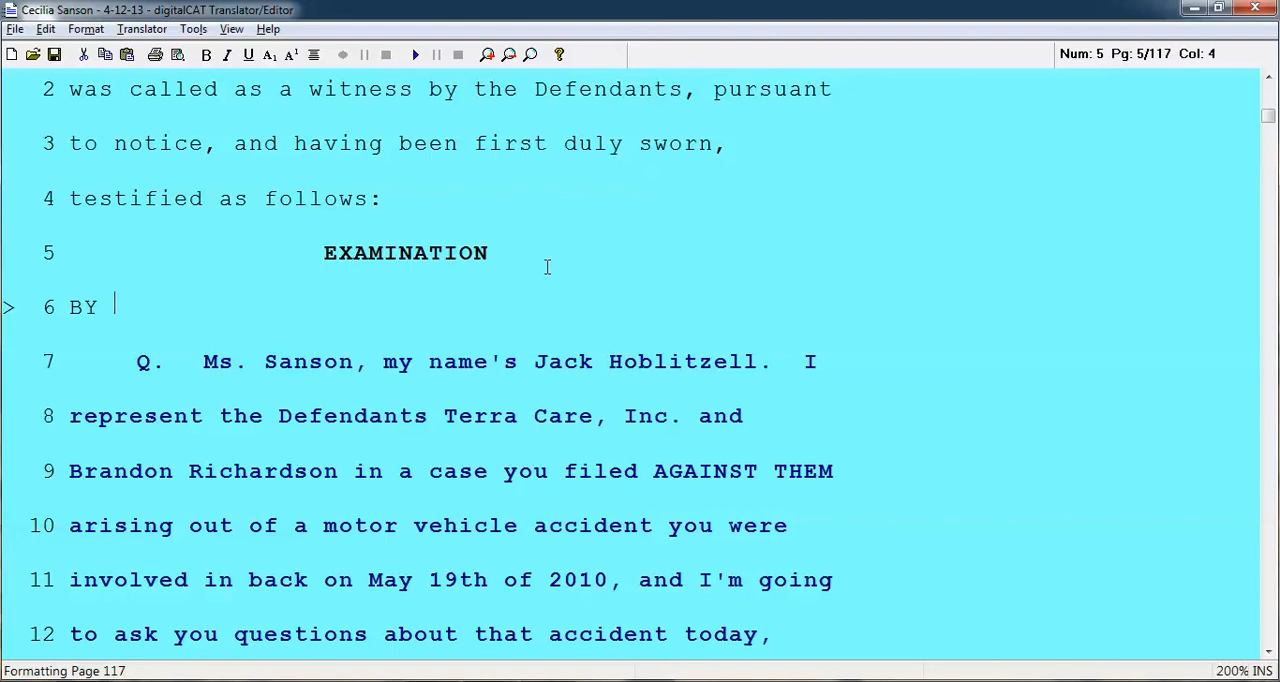 Cecilia Sanson - 4-12-13 - digitalCAT Translator/Editor
File Edit Format Translator Tools View Help
B I U A1 A1 ? Num: 5 Pg: 5/117 Col: 4
2 was called as a witness by the Defendants, pursuant
3 to notice, and having been first duly sworn,
4 testified as follows:
5 EXAMINATION
> 6 BY
7 Q. Ms. Sanson, my name's Jack Hoblitzell. I
8 represent the Defendants Terra Care, Inc. and
9 Brandon Richardson in a case you filed AGAINST THEM
10 arising out of a motor vehicle accident you were
11 involved in back on May 19th of 2010, and I'm going
12 to ask you questions about that accident today,
Formatting Page 117 200% INS